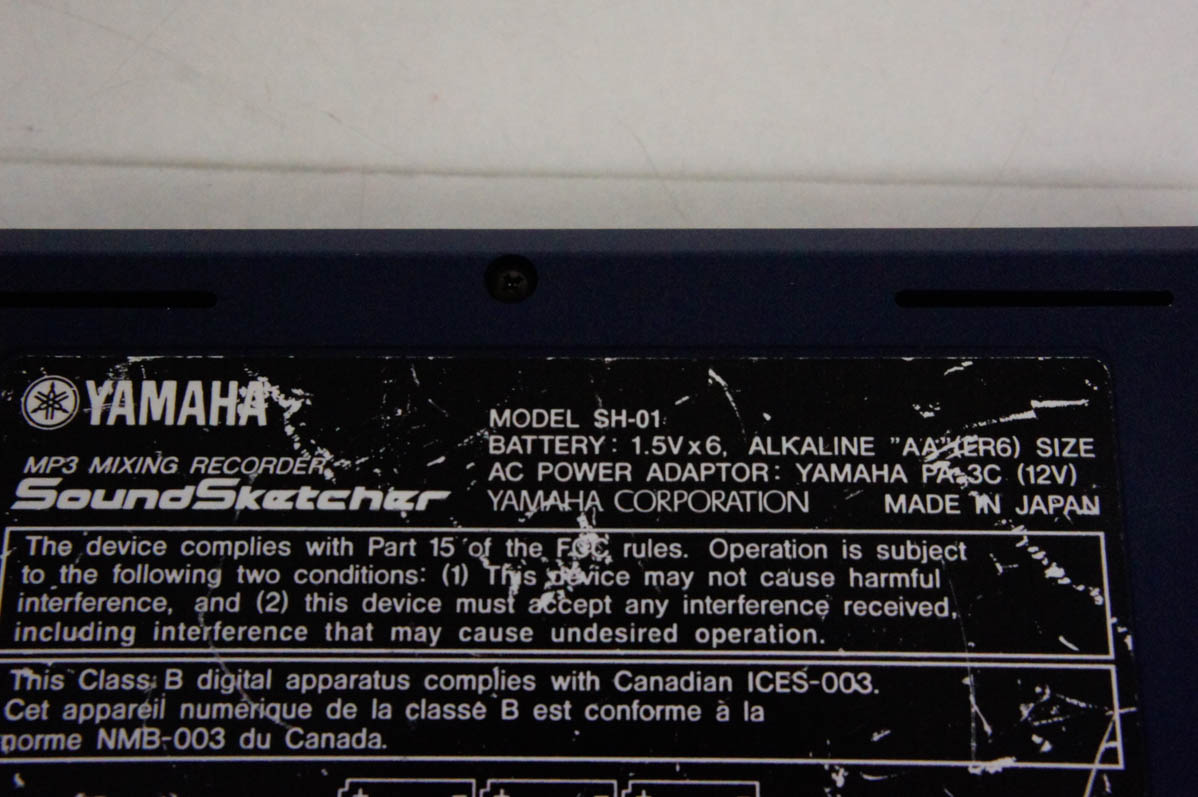 YAMAHA
MP3 MIXING RECORDER
SoundSketcher
MODEL SH-01
BATTERY: 1.5V x 6, ALKALINE "AA" (ER6) SIZE
AC POWER ADAPTOR: YAMAHA PA-3C (12V)
YAMAHA CORPORATION MADE IN JAPAN
The device complies with Part 15 of the FCC rules. Operation is subject
to the following two conditions: (1) This device may not cause harmful
interference, and (2) this device must accept any interference received,
including interference that may cause undesired operation.
This Class B digital apparatus complies with Canadian ICES-003.
Cet appareil numérique de la classe B est conforme à la
norme NMB-003 du Canada.